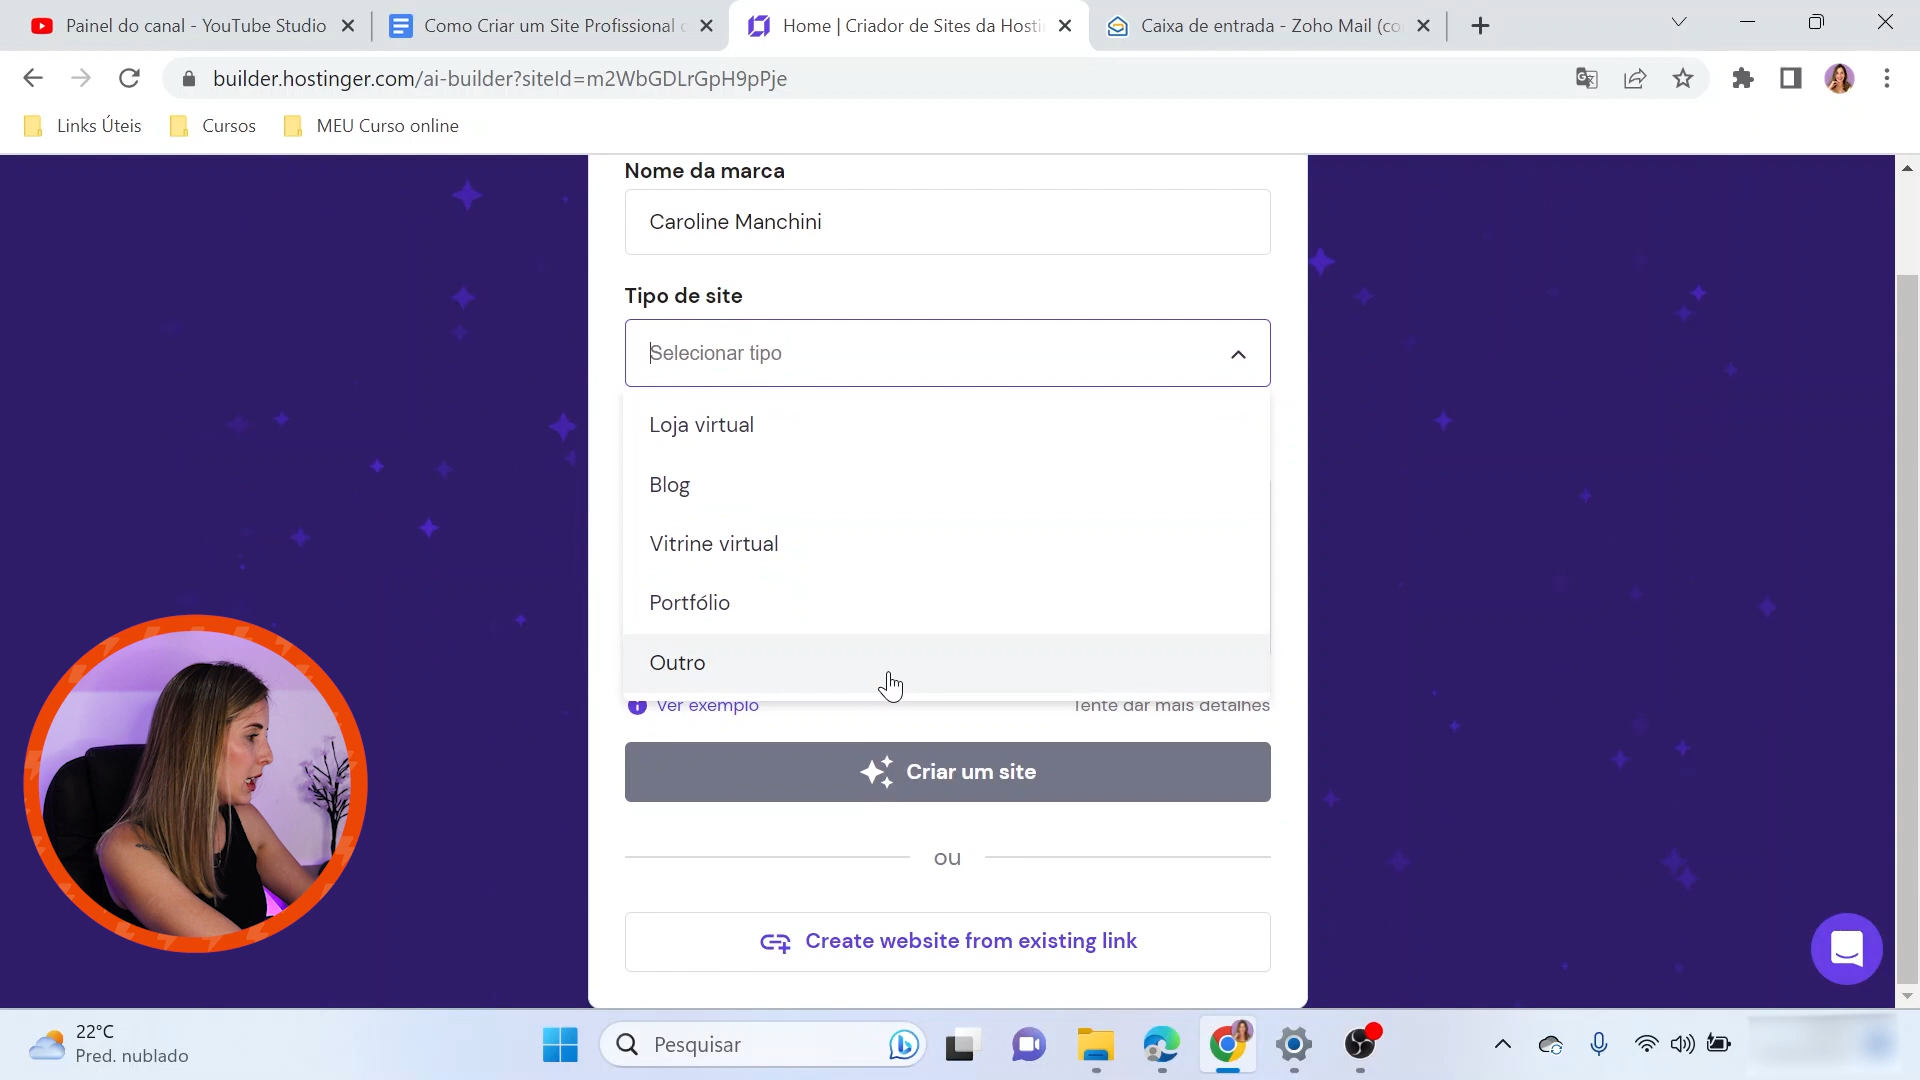 Painel do canal - YouTube Studio
Como Criar um Site Profissional
Home | Criador de Sites da Hosti
Caixa de entrada - Zoho Mail (co
builder.hostinger.com/ai-builder?siteId=m2WbGDLrGpH9pPje
Links Úteis
Cursos
MEU Curso online
Nome da marca
Caroline Manchini
Tipo de site
Selecionar tipo
Loja virtual
Blog
Vitrine virtual
Portfólio
Outro
Ver exemplo
Tente dar mais detalhes
Criar um site
ou
Create website from existing link
22°C
Pred. nublado
Pesquisar